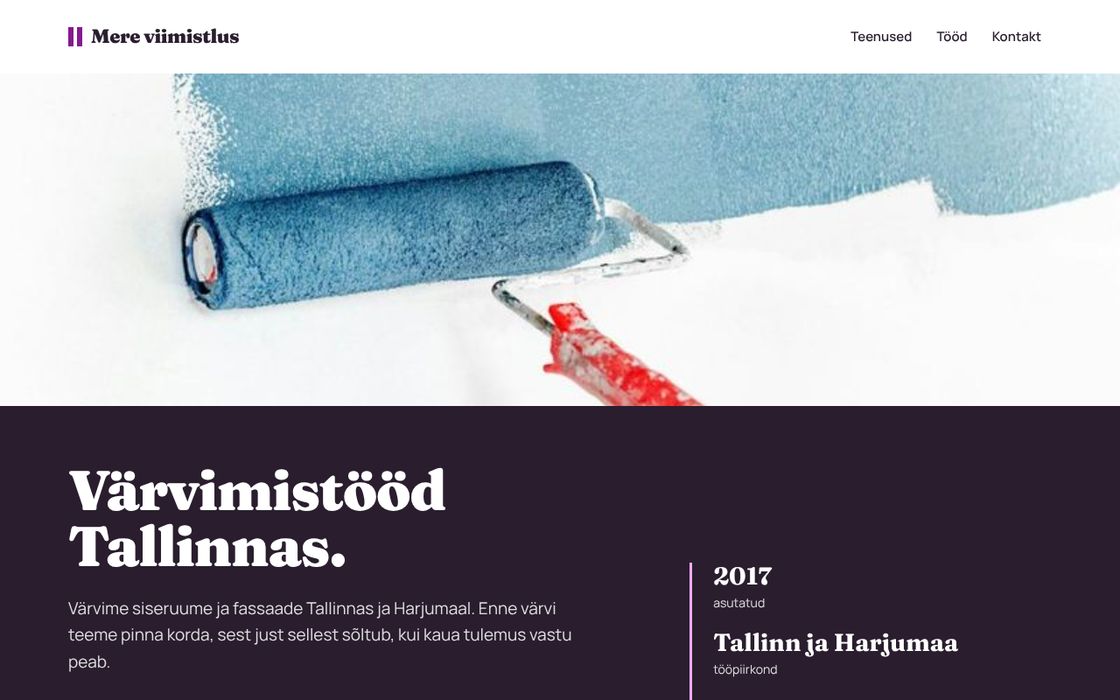 Mere viimistlus
Teenused Tööd Kontakt
Värvimistööd
Tallinnas.
Värvime siseruume ja fassaade Tallinnas ja Harjumaal. Enne värvi
teeme pinna korda, sest just sellest sõltub, kui kaua tulemus vastu
peab.
2017
asutatud
Tallinn ja Harjumaa
tööpiirkond